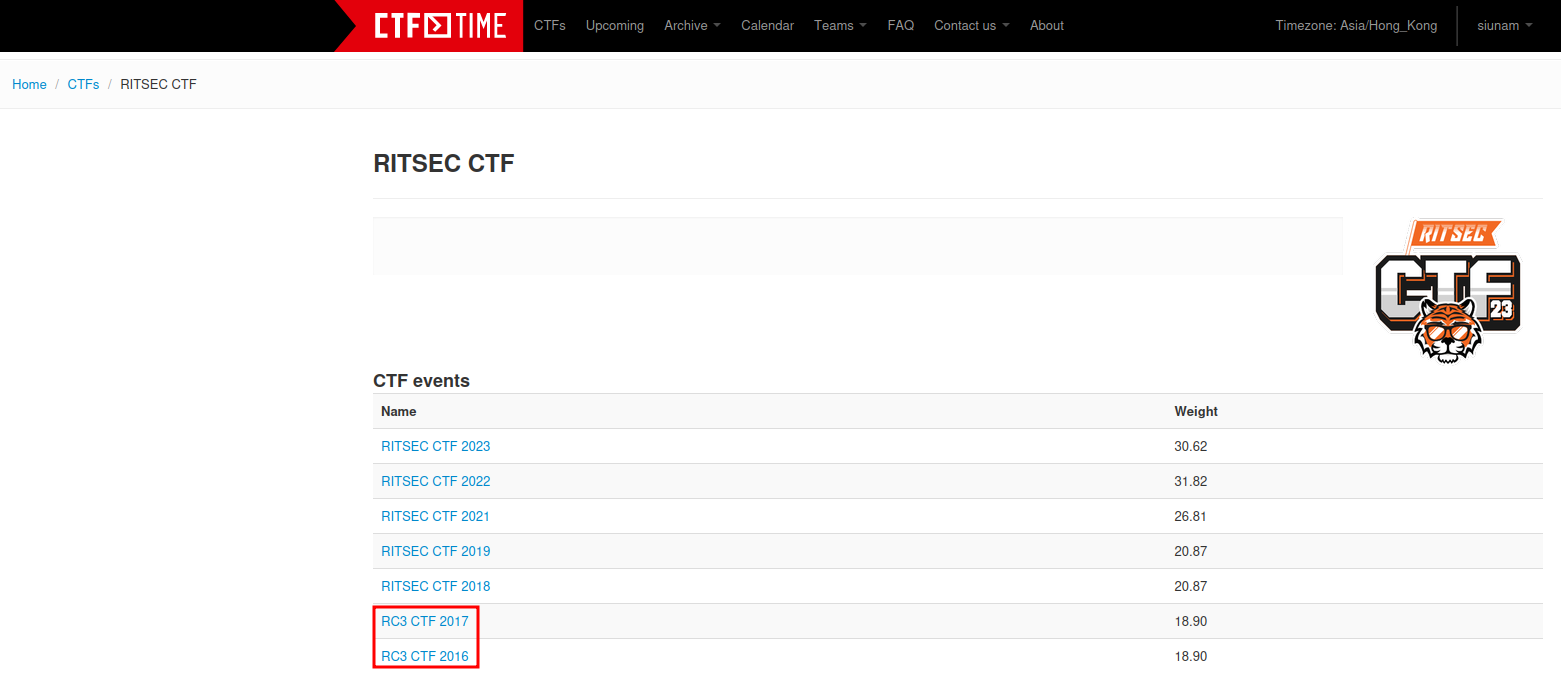 CTF TIME CTFs Upcoming Archive Calendar Teams FAQ Contact us About Timezone: Asia/Hong_Kong siunam
Home / CTFs / RITSEC CTF
RITSEC CTF
RITSEC
CTF
23
CTF events
Name Weight
RITSEC CTF 2023 30.62
RITSEC CTF 2022 31.82
RITSEC CTF 2021 26.81
RITSEC CTF 2019 20.87
RITSEC CTF 2018 20.87
RC3 CTF 2017 18.90
RC3 CTF 2016 18.90